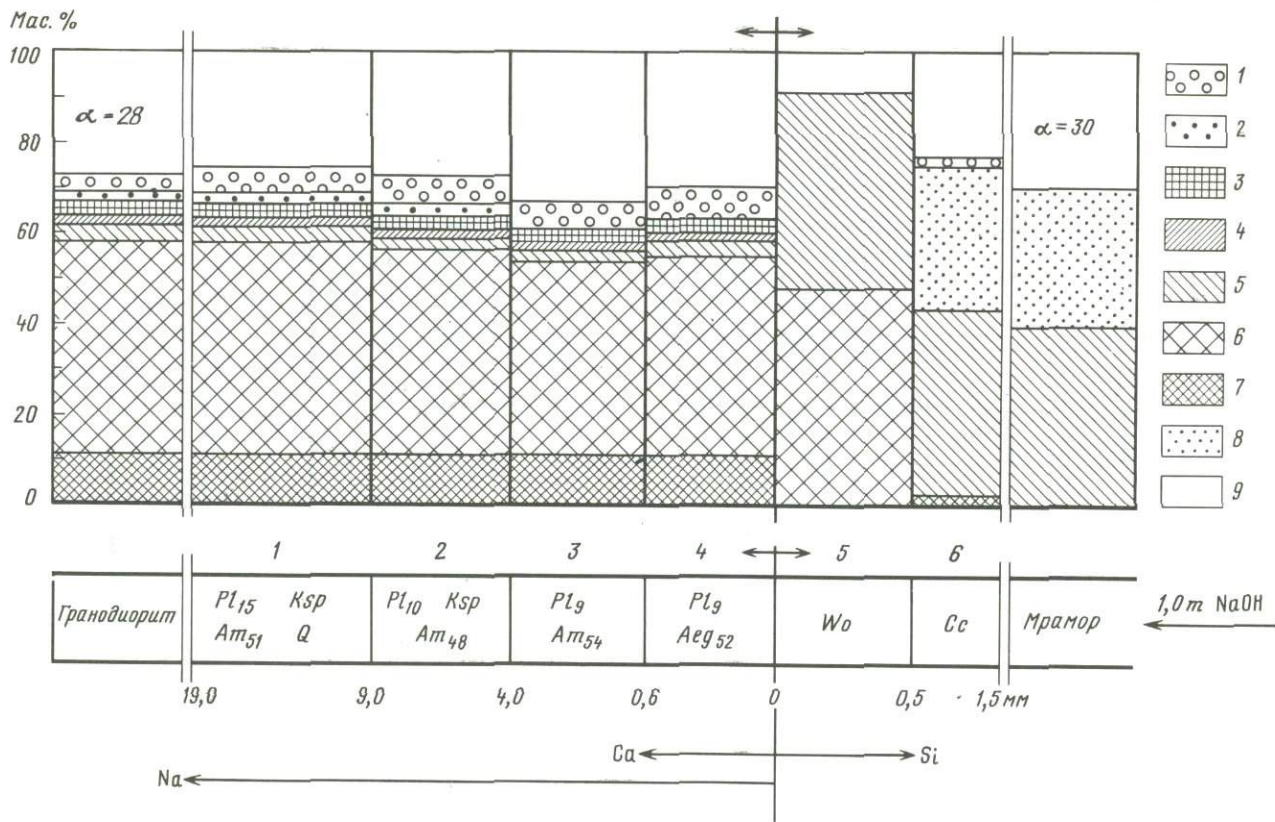 Мас. %
100
80
60
40
20
0
α = 28
α = 30
1
2
3
4
5
6
7
8
9
1 2 3 4 5 6
Гранодиорит
Pl15 Ksp
Am51 Q
Pl10 Ksp
Am48
Pl9
Am54
Pl9
Aeg52
Wo
Cc
Мрамор
1,0m NaOH
19,0 9,0 4,0 0,6 0 0,5 1,5 мм
Ca Si
Na